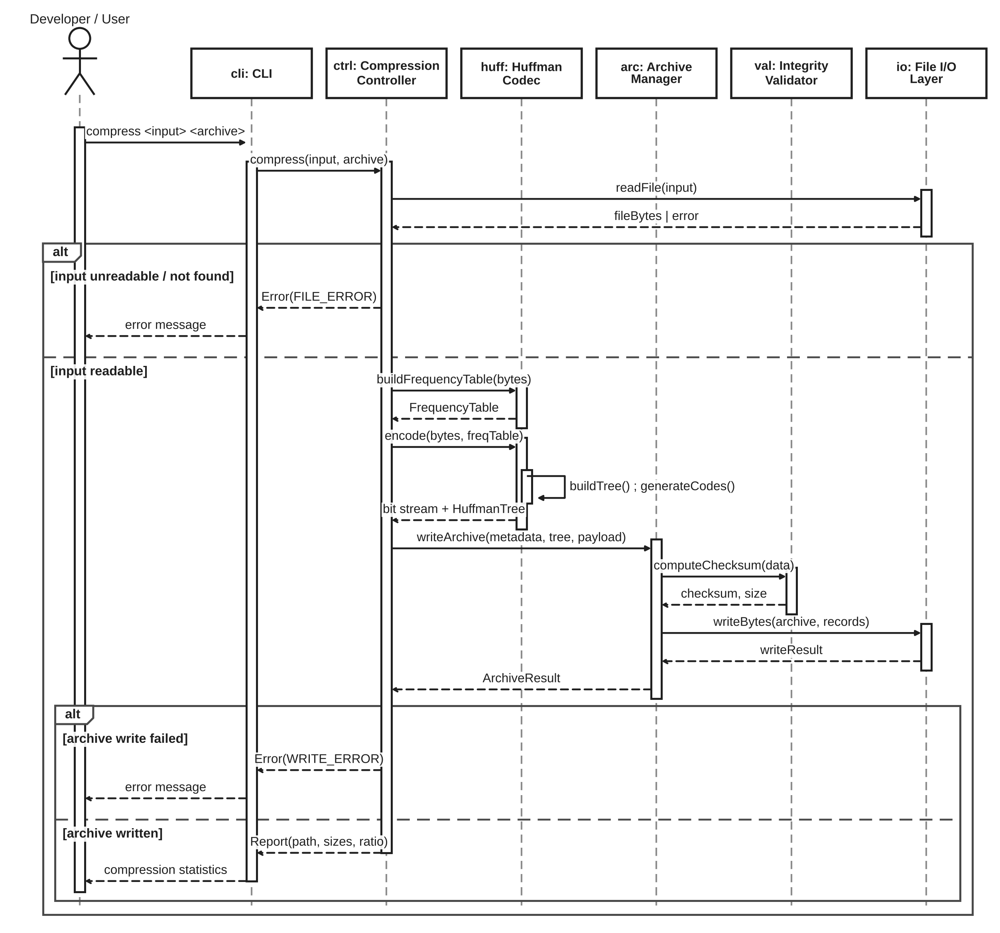 Developer / User
cli: CLI
ctrl: Compression
Controller
huff: Huffman
Codec
arc: Archive
Manager
val: Integrity
Validator
io: File I/O
Layer
compress <input> <archive>
compress(input, archive)
readFile(input)
fileBytes | error
alt
[input unreadable / not found]
Error(FILE_ERROR)
error message
[input readable]
buildFrequencyTable(bytes)
FrequencyTable
encode(bytes, freqTable)
buildTree() ; generateCodes()
bit stream + HuffmanTree
writeArchive(metadata, tree, payload)
computeChecksum(data)
checksum, size
writeBytes(archive, records)
writeResult
ArchiveResult
alt
[archive write failed]
Error(WRITE_ERROR)
error message
[archive written]
Report(path, sizes, ratio)
compression statistics